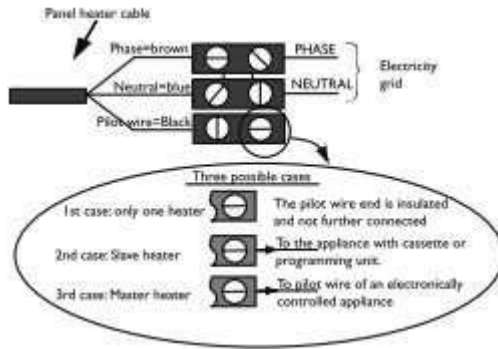 Panel heater cable
Phase=brown
PHASE
Neutral=blue
NEUTRAL
Electricity
grid
Pilot wire=Black
Three possible cases
1st case: only one heater
The pilot wire end is insulated
and not further connected
2nd case: Slave heater
To the appliance with cassette or
programming unit.
3rd case: Master heater
To pilot wire of an electronically
controlled appliance